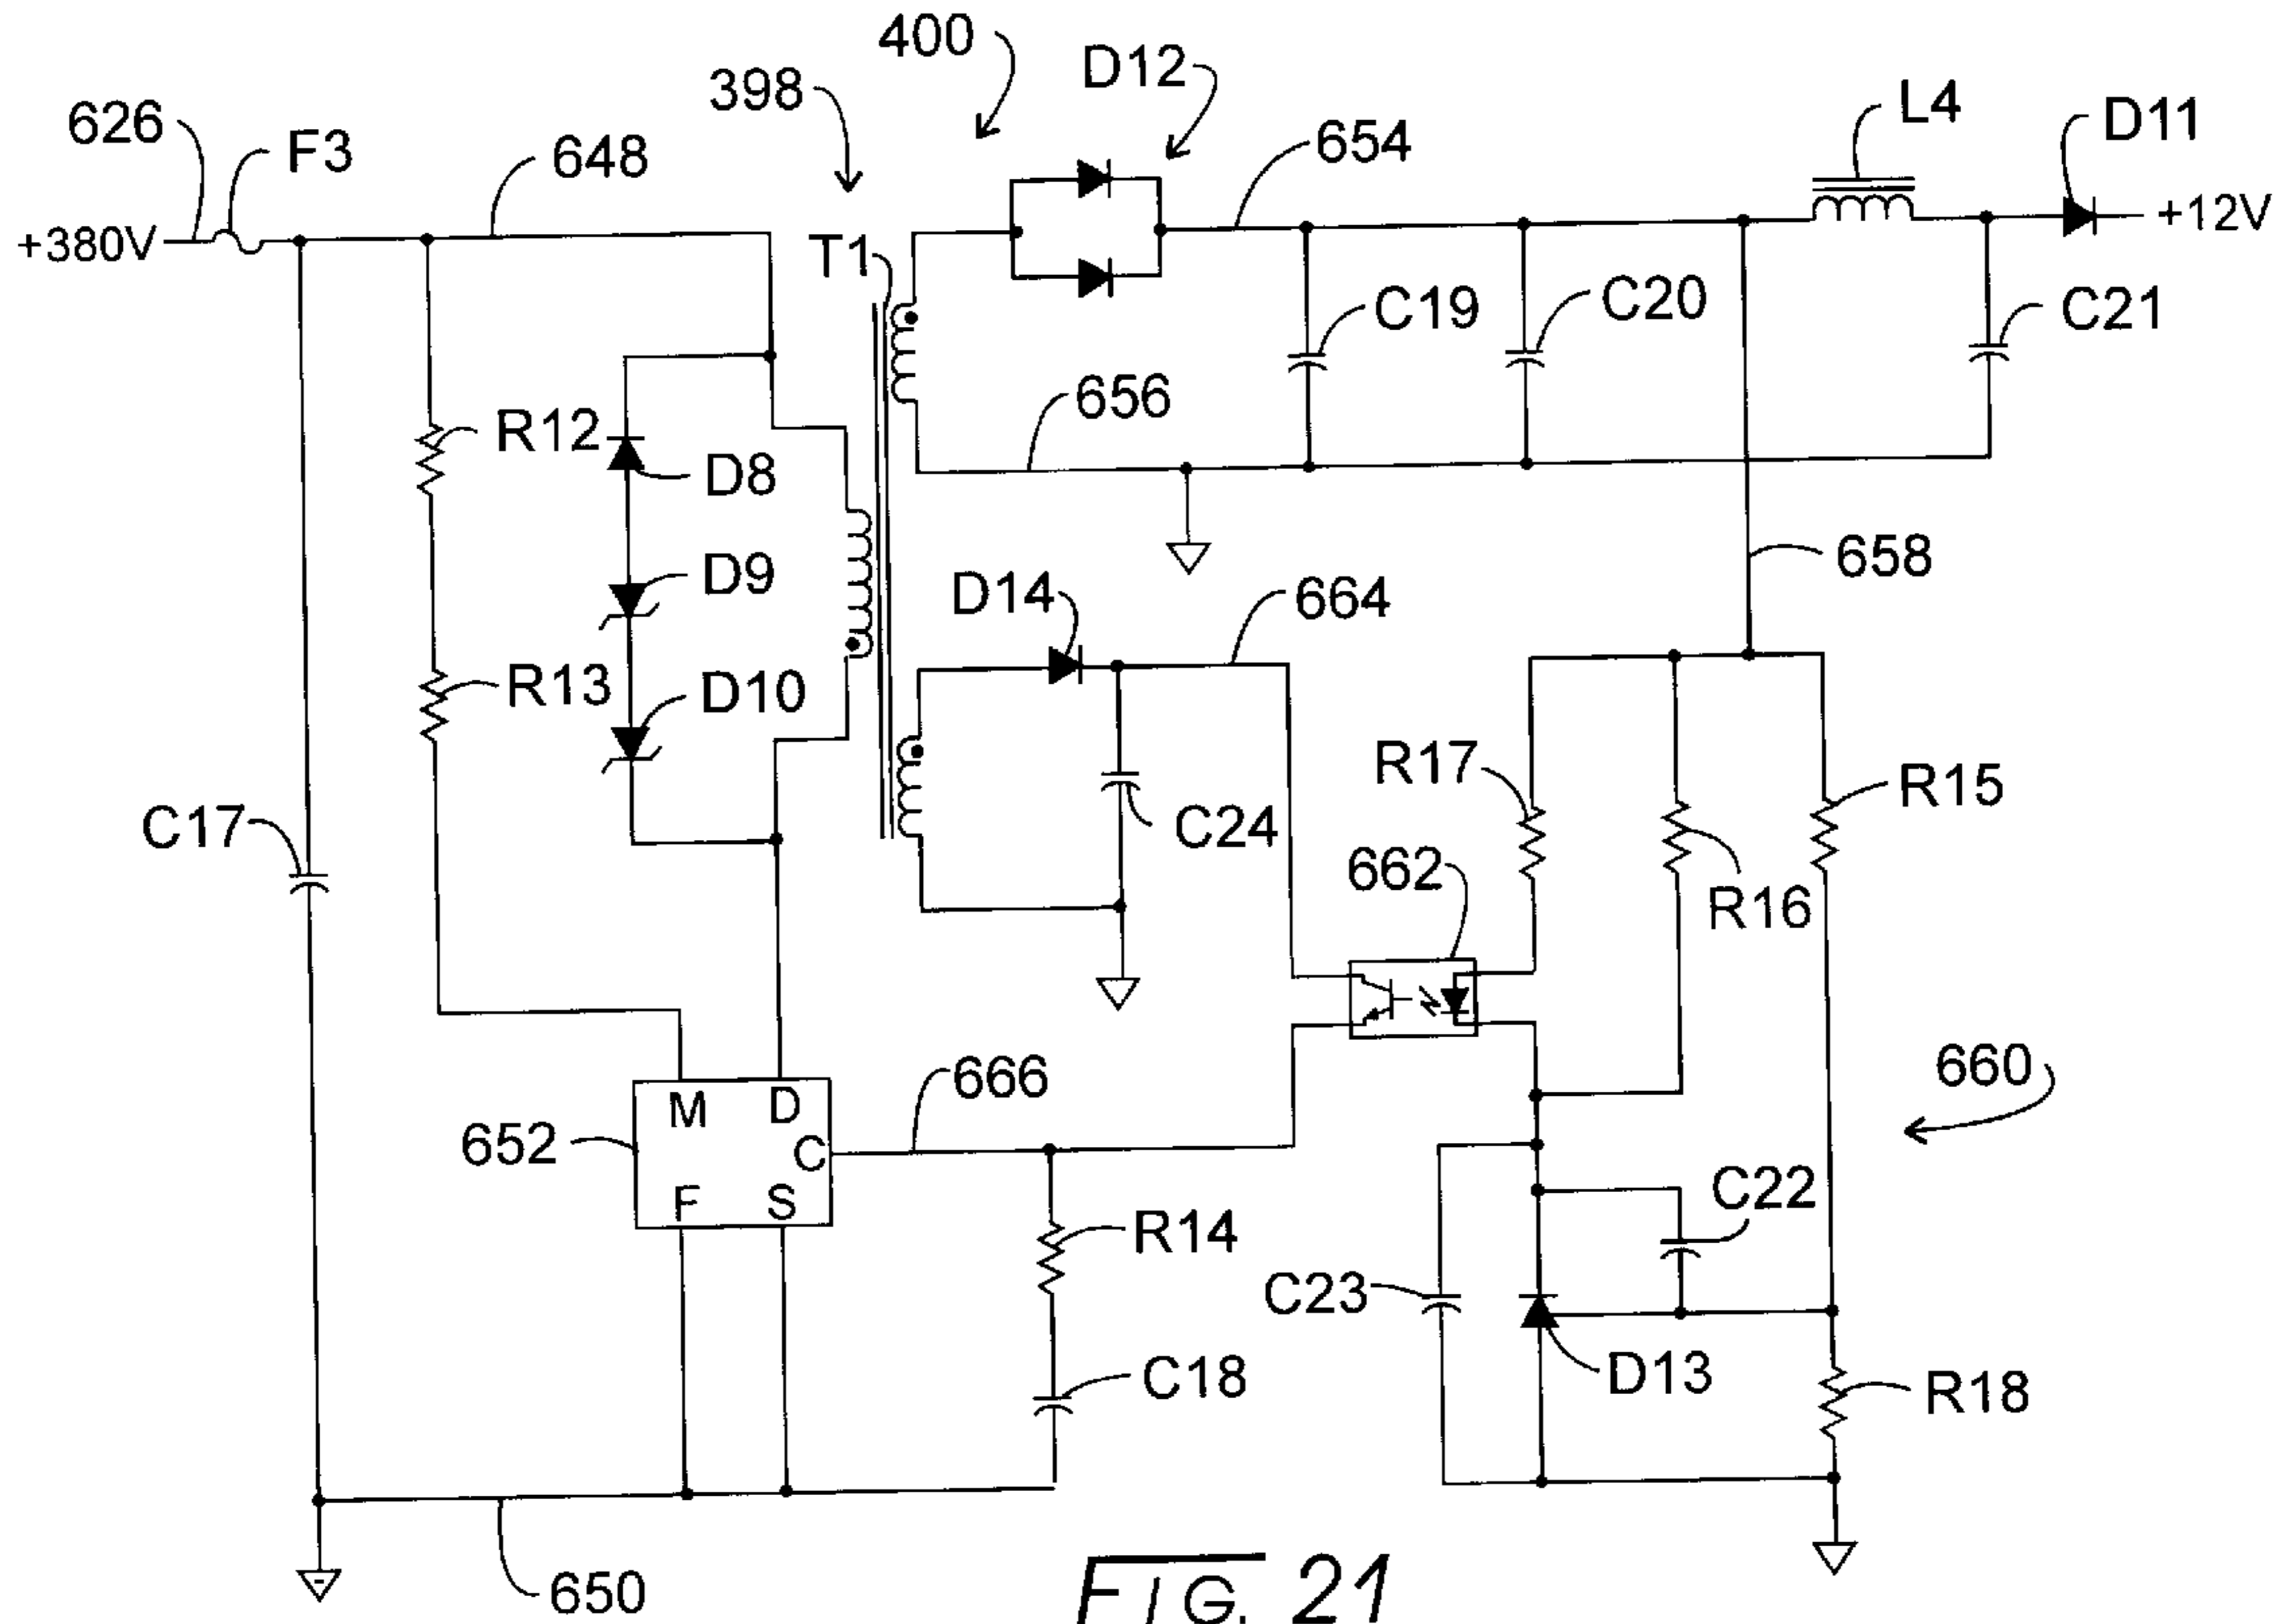 400
D12
398
L4
D11
626
F3
648
654
+380V
+12V
T1
C19
C20
C21
656
R12
D8
658
D9
D14
664
R13
D10
R17
R15
C17
C24
662
R16
660
666
M D
652
C
F S
C22
R14
C23
D13
C18
R18
650
FIG. 21